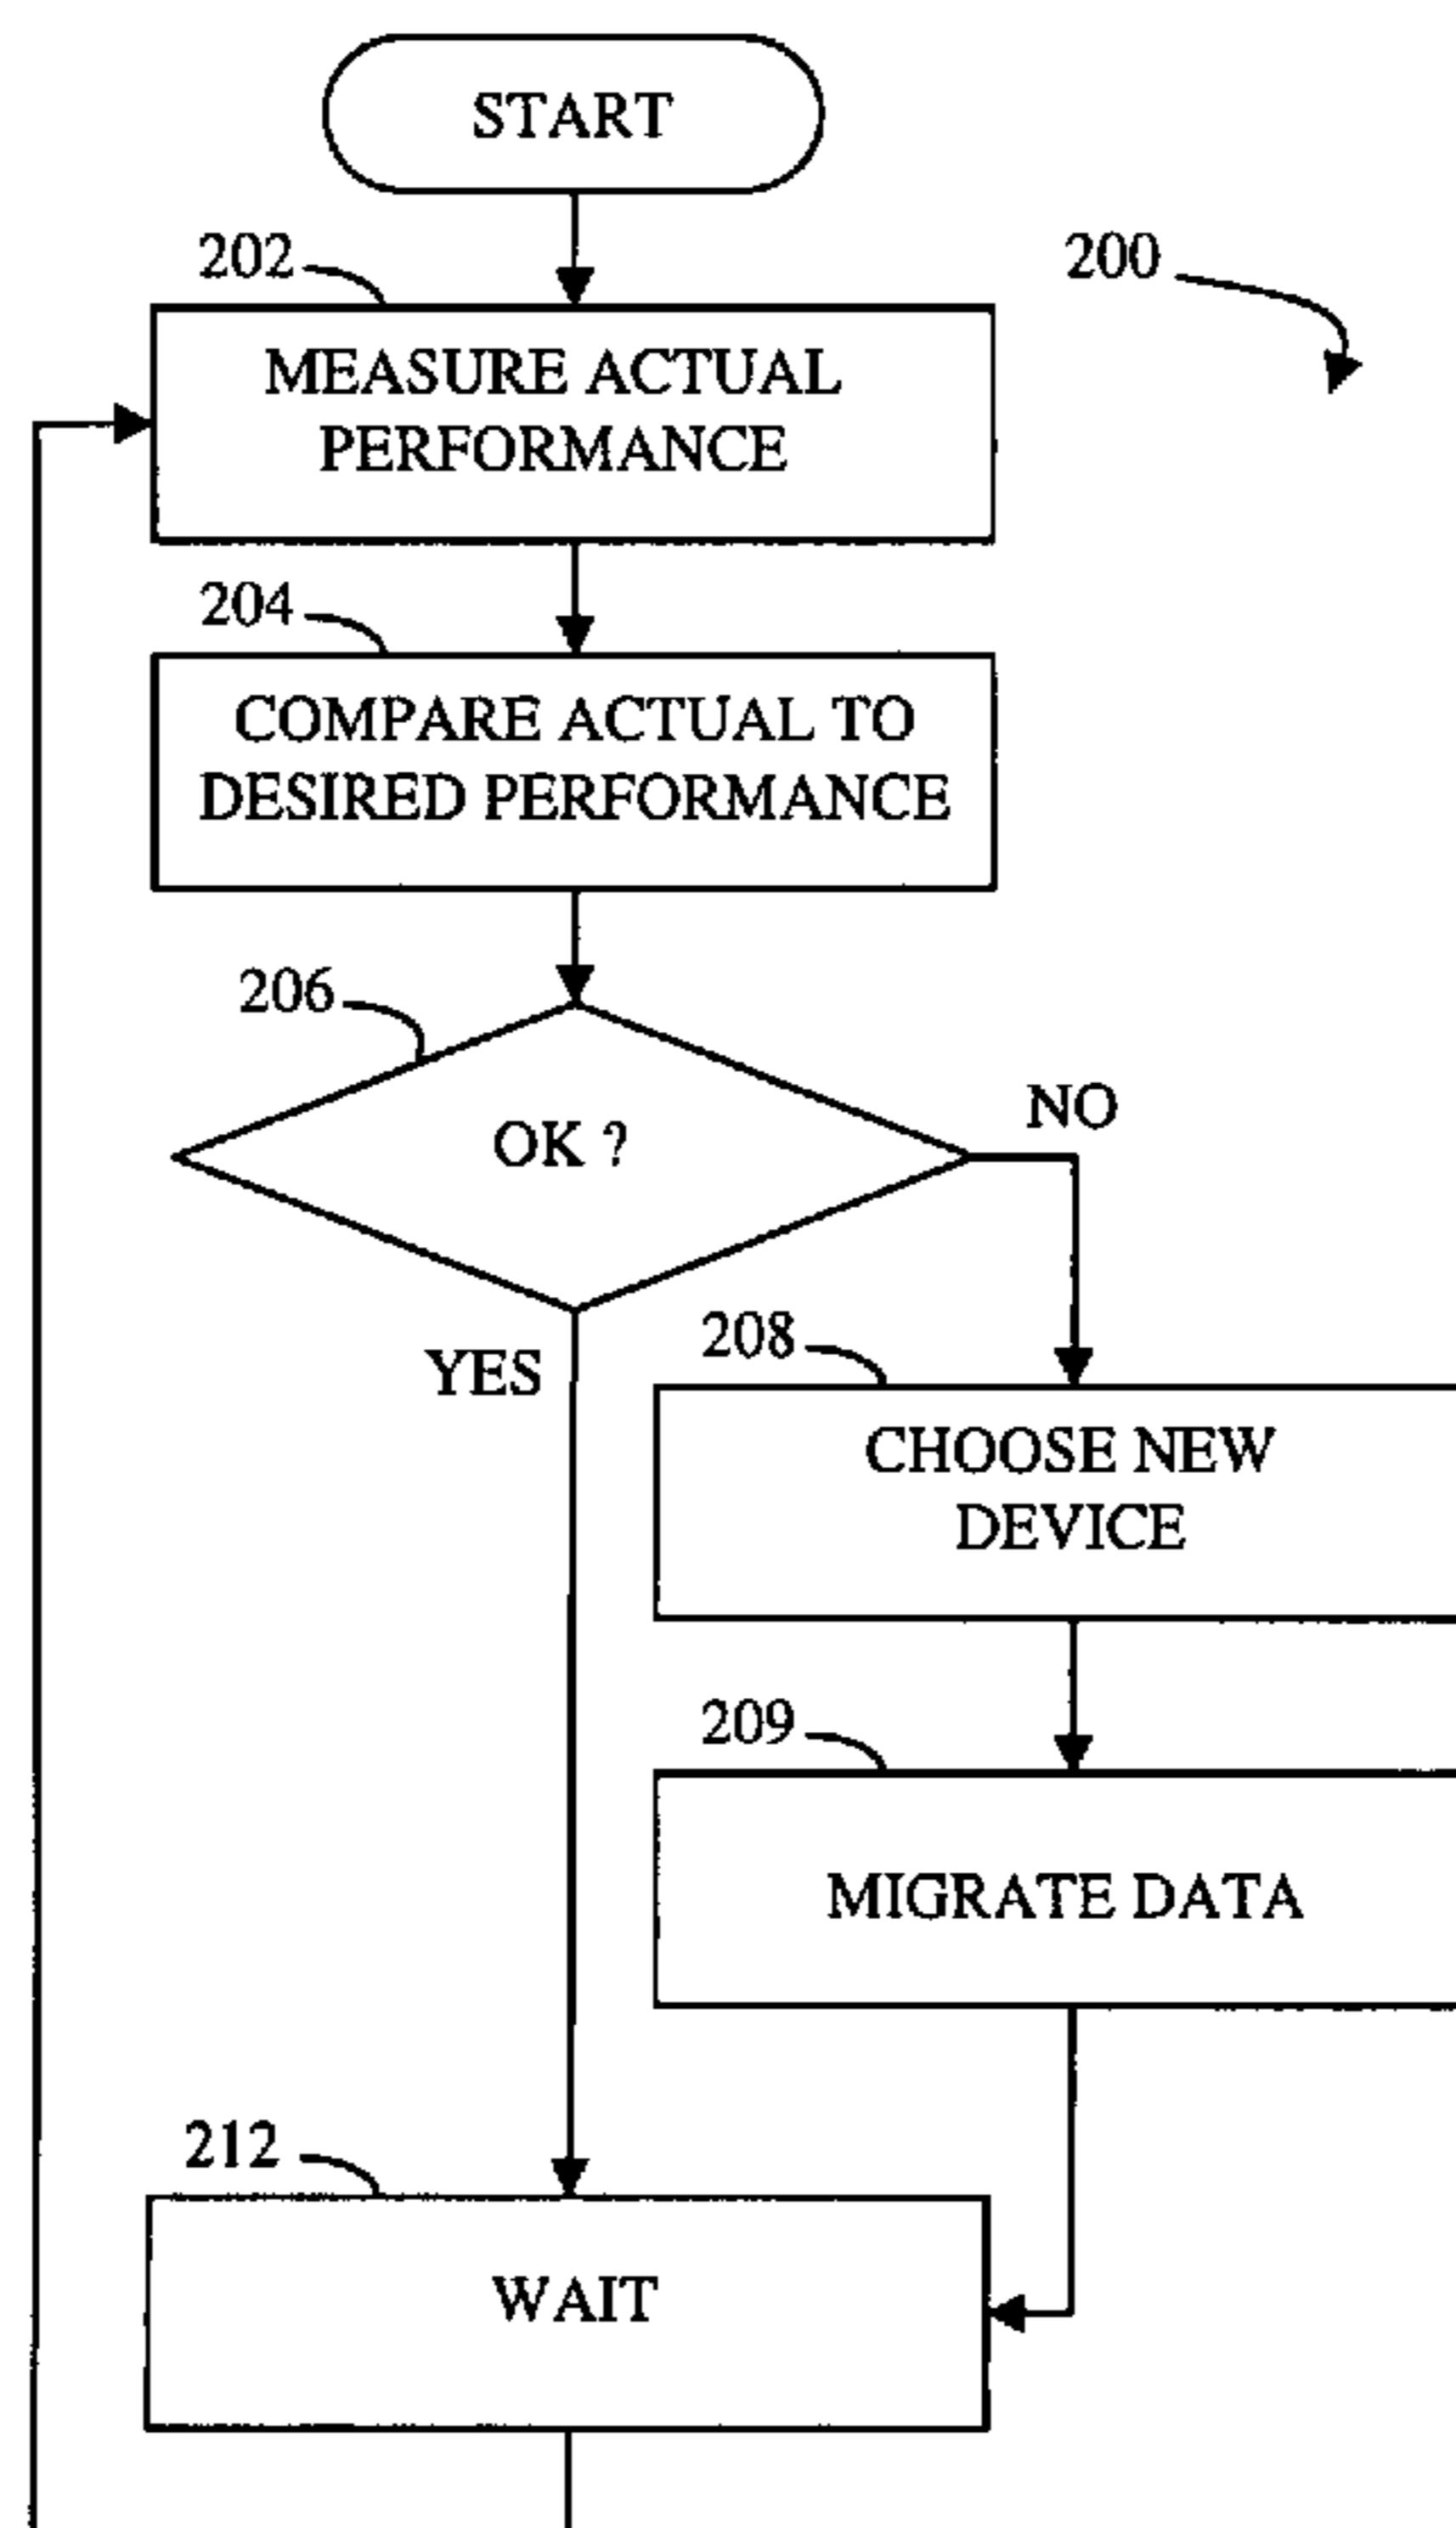 START
202
200
MEASURE ACTUAL
PERFORMANCE
204
COMPARE ACTUAL TO
DESIRED PERFORMANCE
206
OK ?
NO
YES
208
CHOOSE NEW
DEVICE
209
MIGRATE DATA
212
WAIT